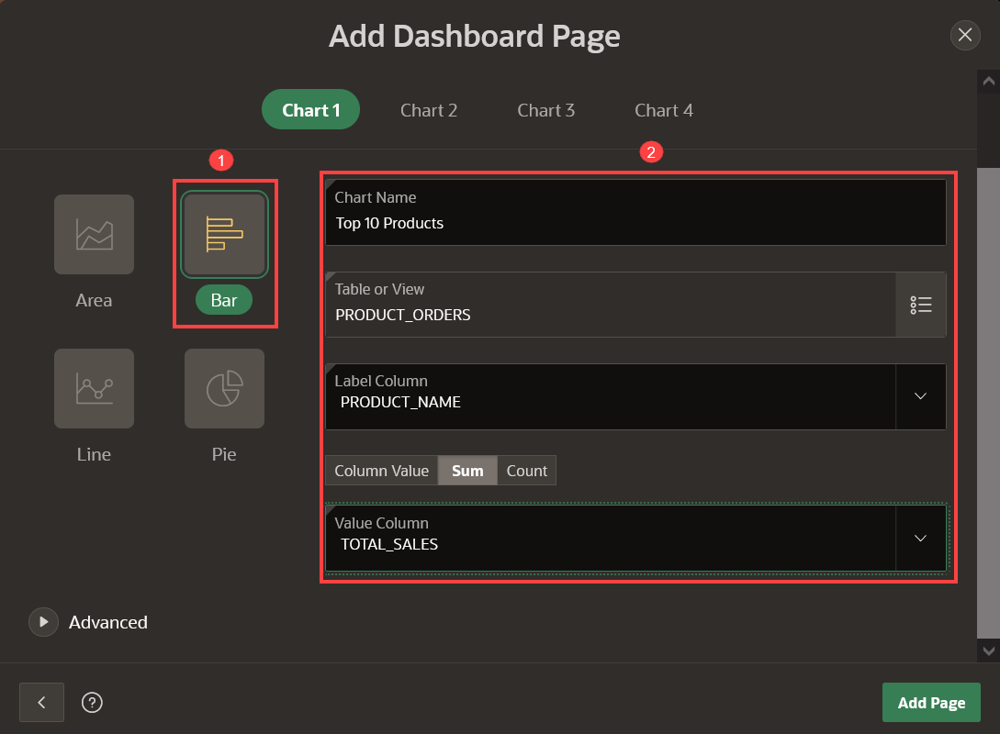 Add Dashboard Page
Chart 1 Chart 2 Chart 3 Chart 4
1
2
Area
Bar
Line
Pie
Chart Name
Top 10 Products
Table or View
PRODUCT_ORDERS
Label Column
PRODUCT_NAME
Column Value Sum Count
Value Column
TOTAL_SALES
Advanced
?
Add Page